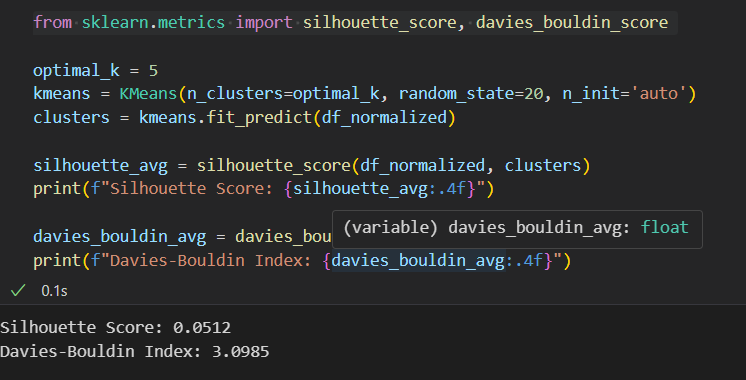 from sklearn.metrics import silhouette_score, davies_bouldin_score
optimal_k = 5
kmeans = KMeans(n_clusters=optimal_k, random_state=20, n_init='auto')
clusters = kmeans.fit_predict(df_normalized)
silhouette_avg = silhouette_score(df_normalized, clusters)
print(f"Silhouette Score: {silhouette_avg:.4f}")
(variable) davies_bouldin_avg: float
davies_bouldin_avg = davies_bou
print(f"Davies-Bouldin Index: {davies_bouldin_avg:.4f}")
0.1s
Silhouette Score: 0.0512
Davies-Bouldin Index: 3.0985